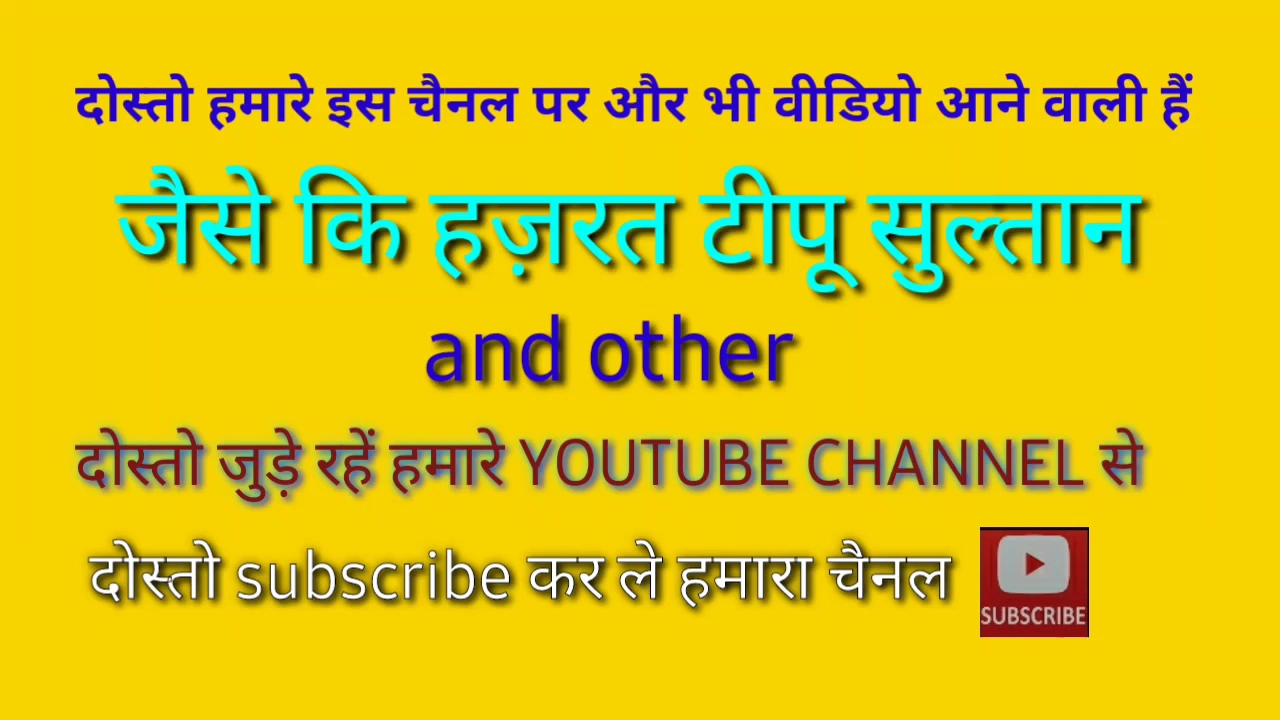 दोस्तो हमारे इस चैनल पर और भी वीडियो आने वाली हैं
जैसे कि हज़रत टीपू सुल्तान
and other
दोस्तो जुड़े रहें हमारे YOUTUBE CHANNEL से
दोस्तो subscribe कर ले हमारा चैनल
SUBSCRIBE